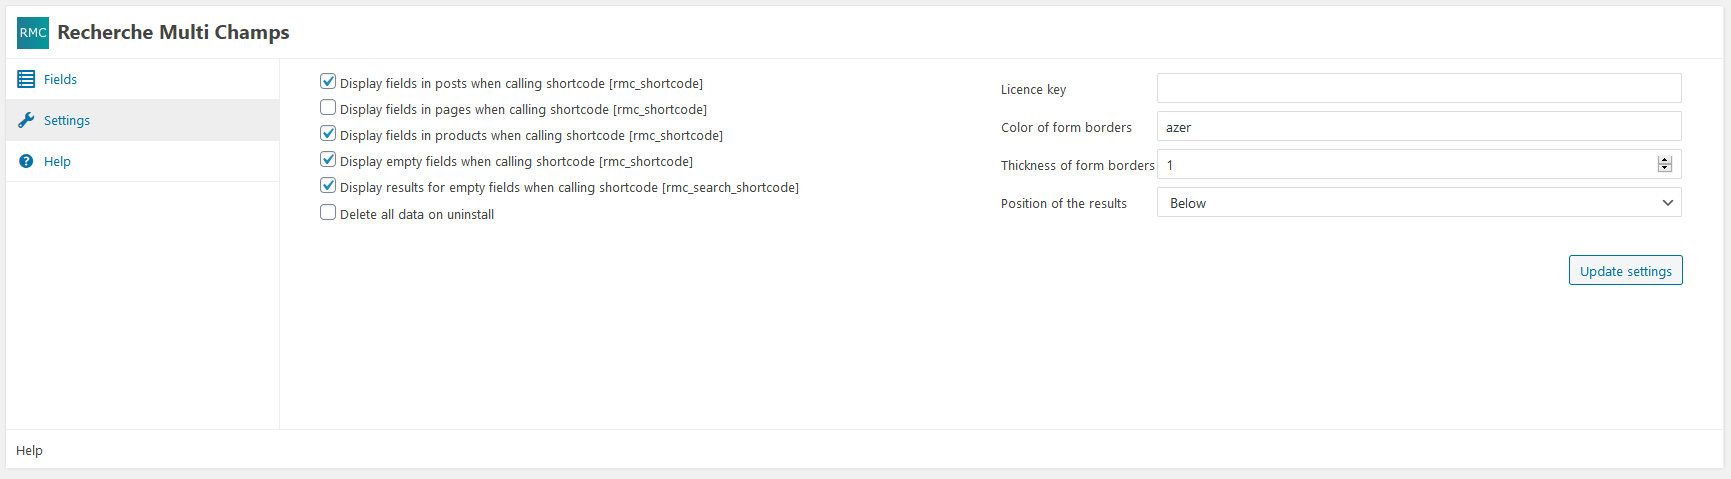 RMC Recherche Multi Champs
Fields
Settings
Help
Display fields in posts when calling shortcode [rmc_shortcode]
Display fields in pages when calling shortcode [rmc_shortcode]
Display fields in products when calling shortcode [rmc_shortcode]
Display empty fields when calling shortcode [rmc_shortcode]
Display results for empty fields when calling shortcode [rmc_search_shortcode]
Delete all data on uninstall
Licence key
Color of form borders azer
Thickness of form borders 1
Position of the results Below
Update settings
Help